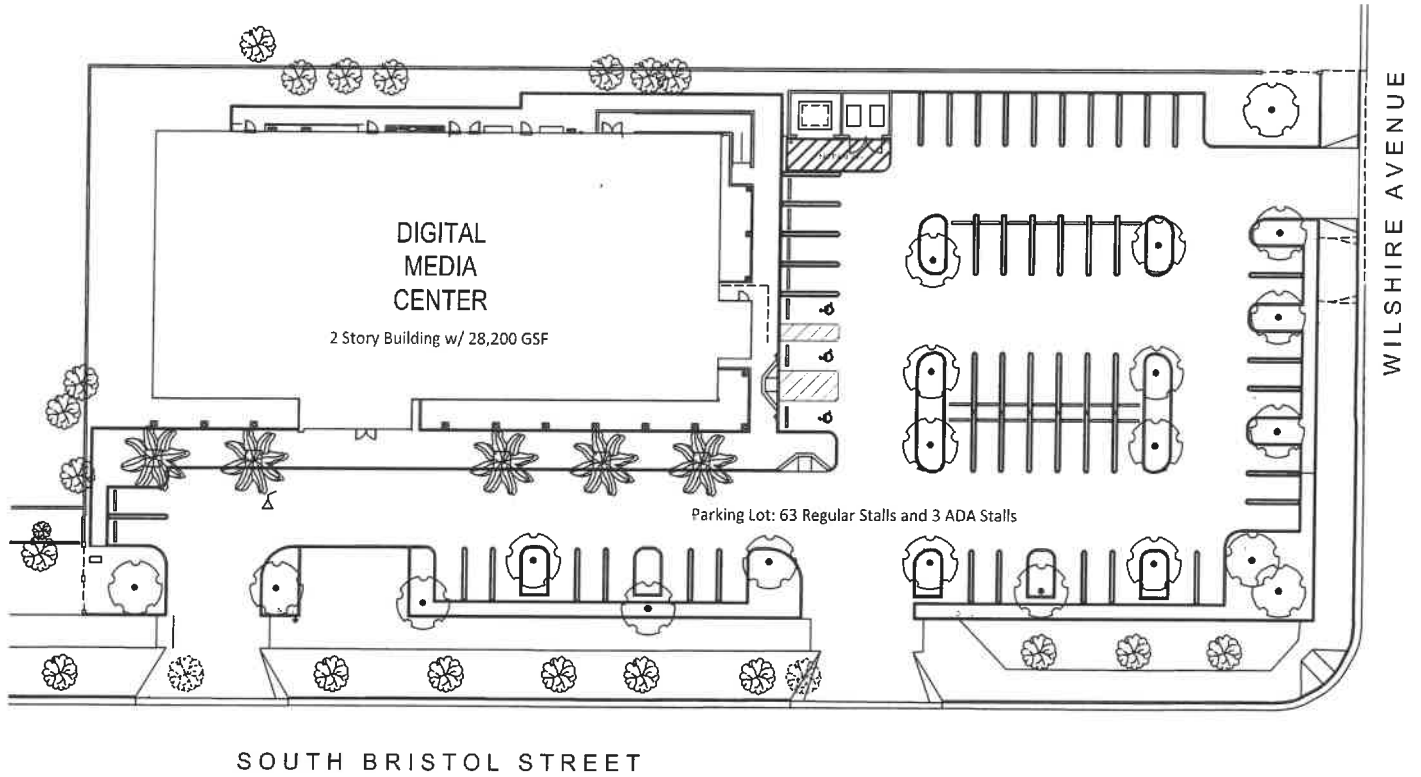 DIGITAL
MEDIA
CENTER
2 Story Building w/ 28,200 GSF
Parking Lot: 63 Regular Stalls and 3 ADA Stalls
WILSHIRE AVENUE
SOUTH BRISTOL STREET